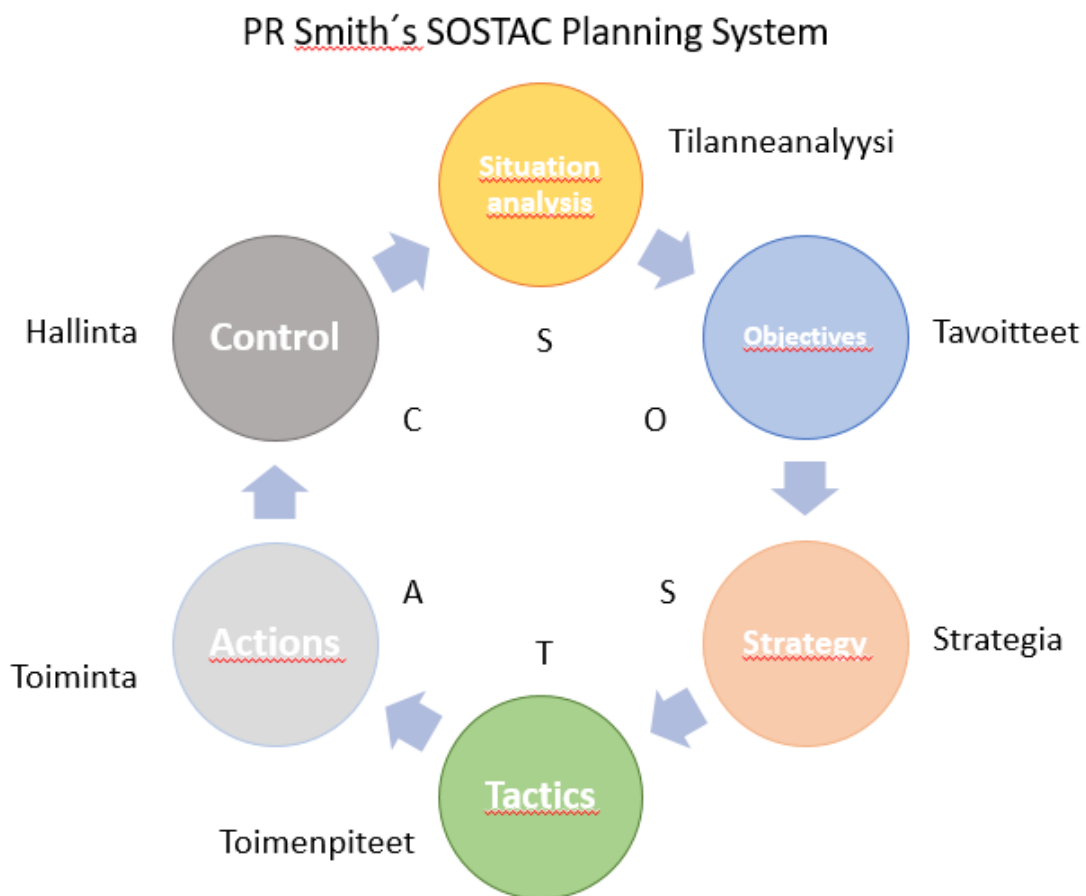 PR Smith´s SOSTAC Planning System
Situation
analysis
Tilanneanalyysi
Objectives
Tavoitteet
Strategy
Strategia
Tactics
Toimenpiteet
Actions
Toiminta
Control
Hallinta
S
O
S
T
A
C